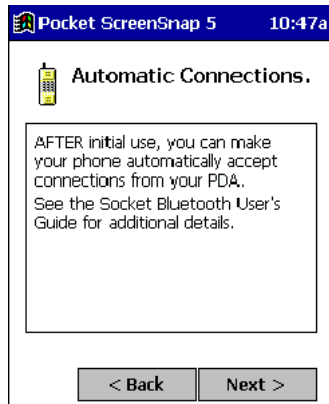 Pocket ScreenSnap 5 10:47a
Automatic Connections.
AFTER initial use, you can make
your phone automatically accept
connections from your PDA.
See the Socket Bluetooth User's
Guide for additional details.
< Back Next >